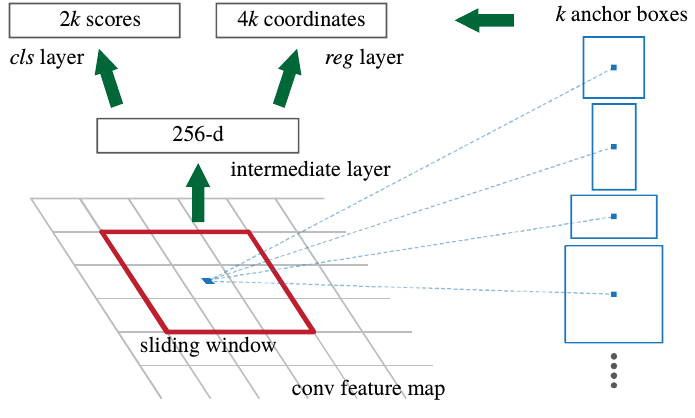 2k scores
4k coordinates
k anchor boxes
cls layer
reg layer
256-d
intermediate layer
sliding window
conv feature map